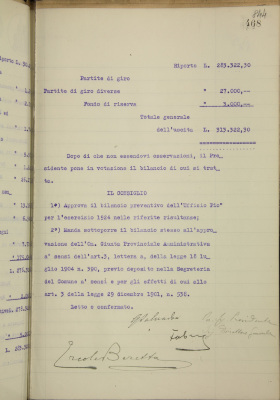 198
Riporto L. 283.322,30
Partite di giro
Partite di giro diverse " 27.000,--
Fondo di riserva " 3.000,--
Totale generale
dell'uscita L. 313.322,30
Dopo di che non essendovi osservazioni, il Pre
sidente pone in votazione il bilancio di cui si trat
ta.
IL CONSIGLIO
1°) Approva il bilancio preventivo dell'Ufficio
per l'esercizio 1924 nelle riferite risultanze;
2°) Manda sottoporre il bilancio stesso all'appro-
vazione dell'On. Giunta Provinciale Amministrativa
a' sensi dell'art.3, lettera a, della legge 18 lu
glio 1904 n. 390, previo deposito nella Segreteria
del Comune a' sensi e per gli effetti di cui allo
art. 3 della legge 29 dicembre 1901, n. 538.
Letto e confermato.
Ercole Beretta